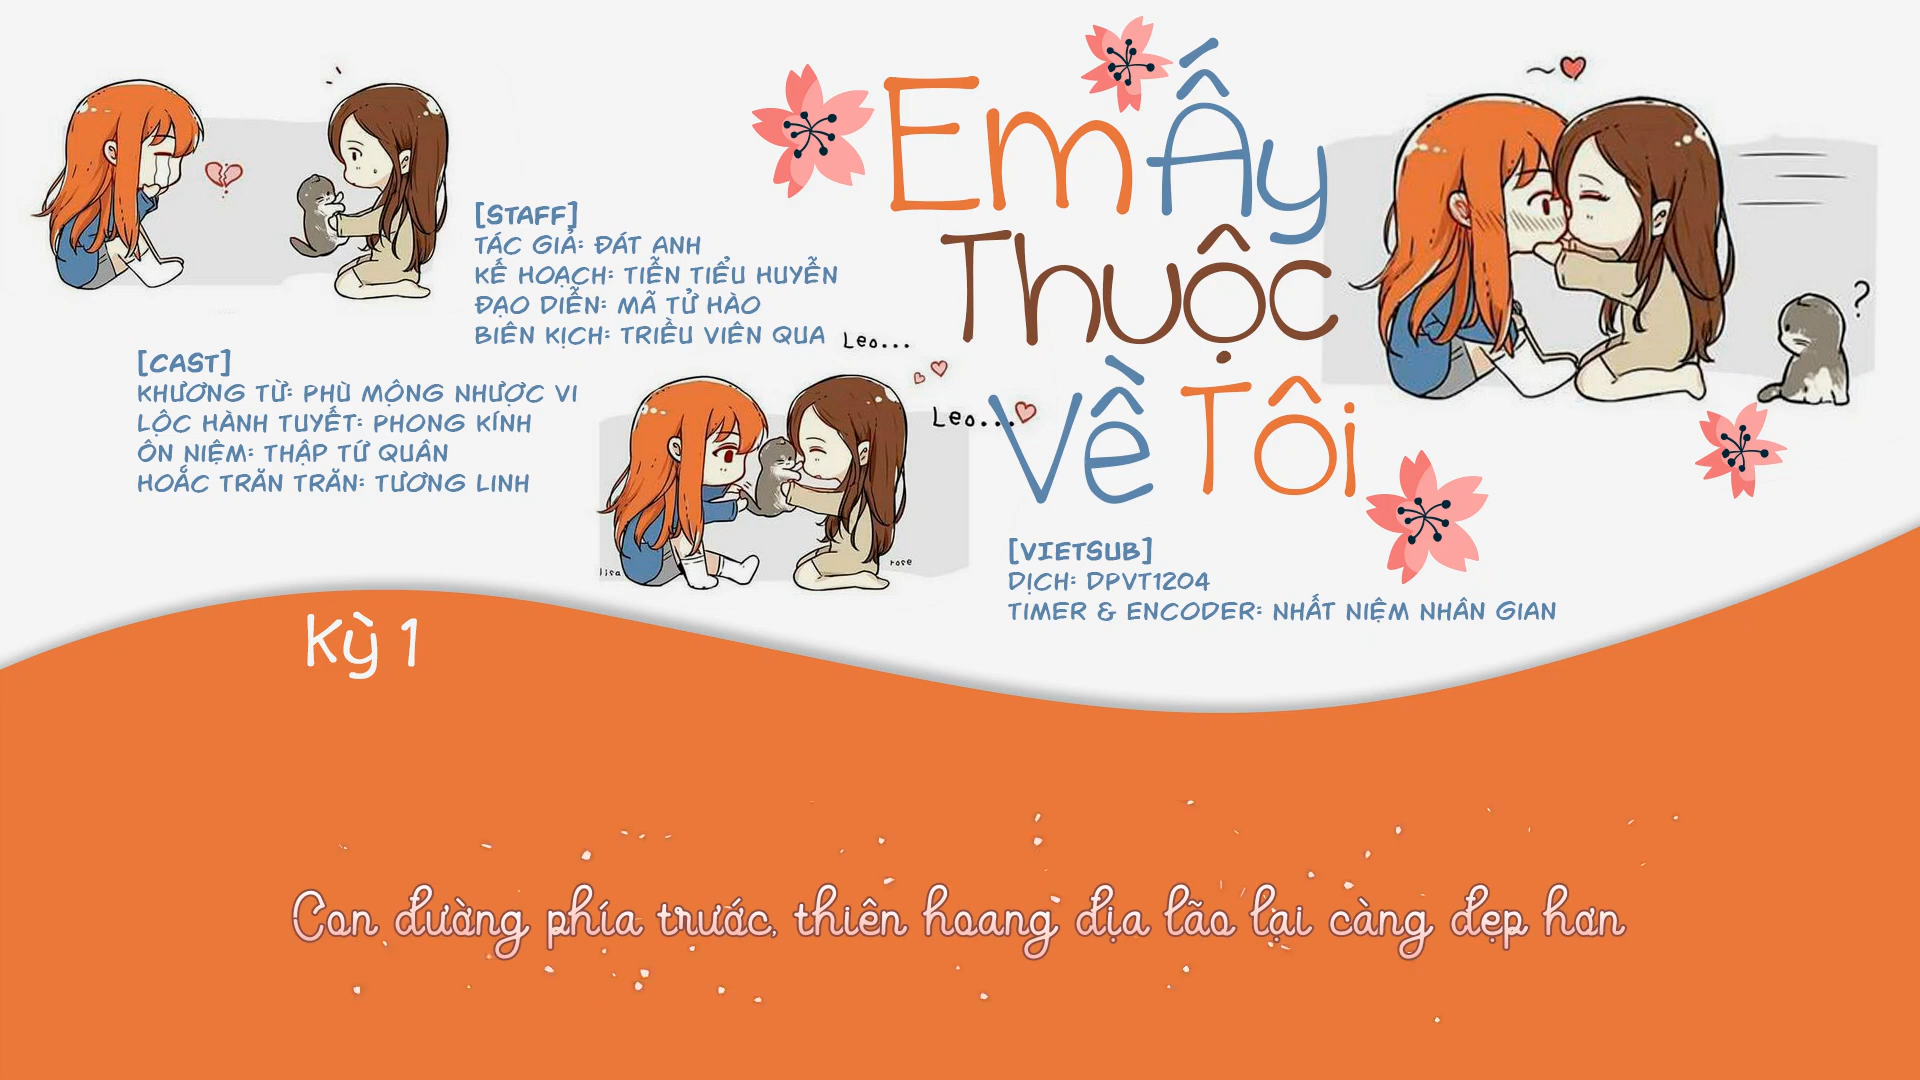 Em Ấy
Thuộc
Về Tôi
[STAFF]
TÁC GIẢ: ĐÁT ANH
KẾ HOẠCH: TIỄN TIỂU HUYỄN
ĐẠO DIỄN: MÃ TỬ HÀO
BIÊN KỊCH: TRIỀU VIÊN QUA
[CAST]
KHƯƠNG TỪ: PHÙ MỘNG NHƯỢC VI
LỘC HÀNH TUYẾT: PHONG KÍNH
ÔN NIỆM: THẬP TỨ QUÂN
HOẮC TRĂN TRĂN: TƯƠNG LINH
Leo...
Leo...
?
lisa
rose
[VIETSUB]
DỊCH: DPVT1204
TIMER & ENCODER: NHẤT NIỆM NHÂN GIAN
Kỳ 1
Con đường phía trước, thiên hoang địa lão lại càng đẹp hơn